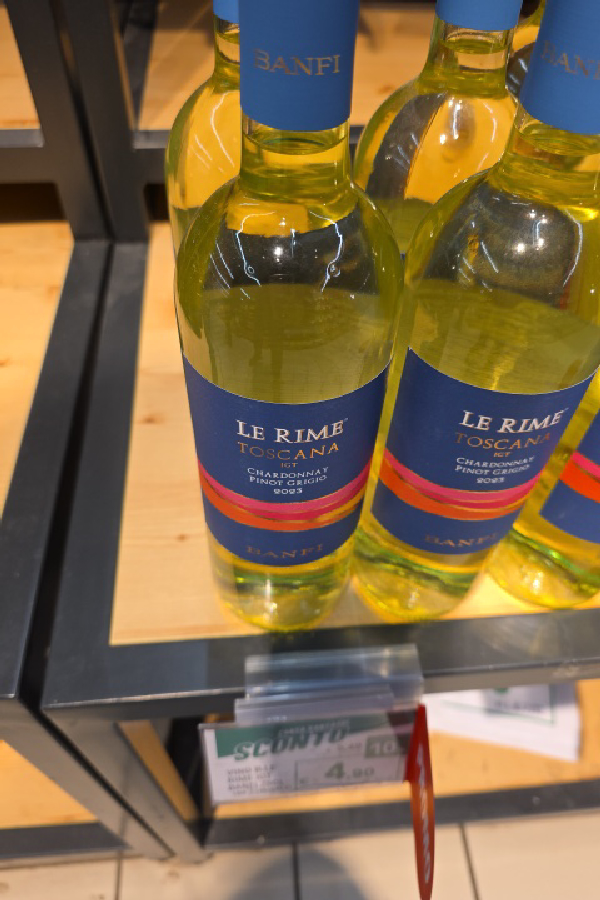 BANFI
BANFI
LE RIME
TOSCANA
IGT
CHARDONNAY
PINOT GRIGIO
2023
BANFI
LE RIME
TOSCANA
IGT
CHARDONNAY
PINOT GRIGIO
2023
BANFI
SCONTO
4.90